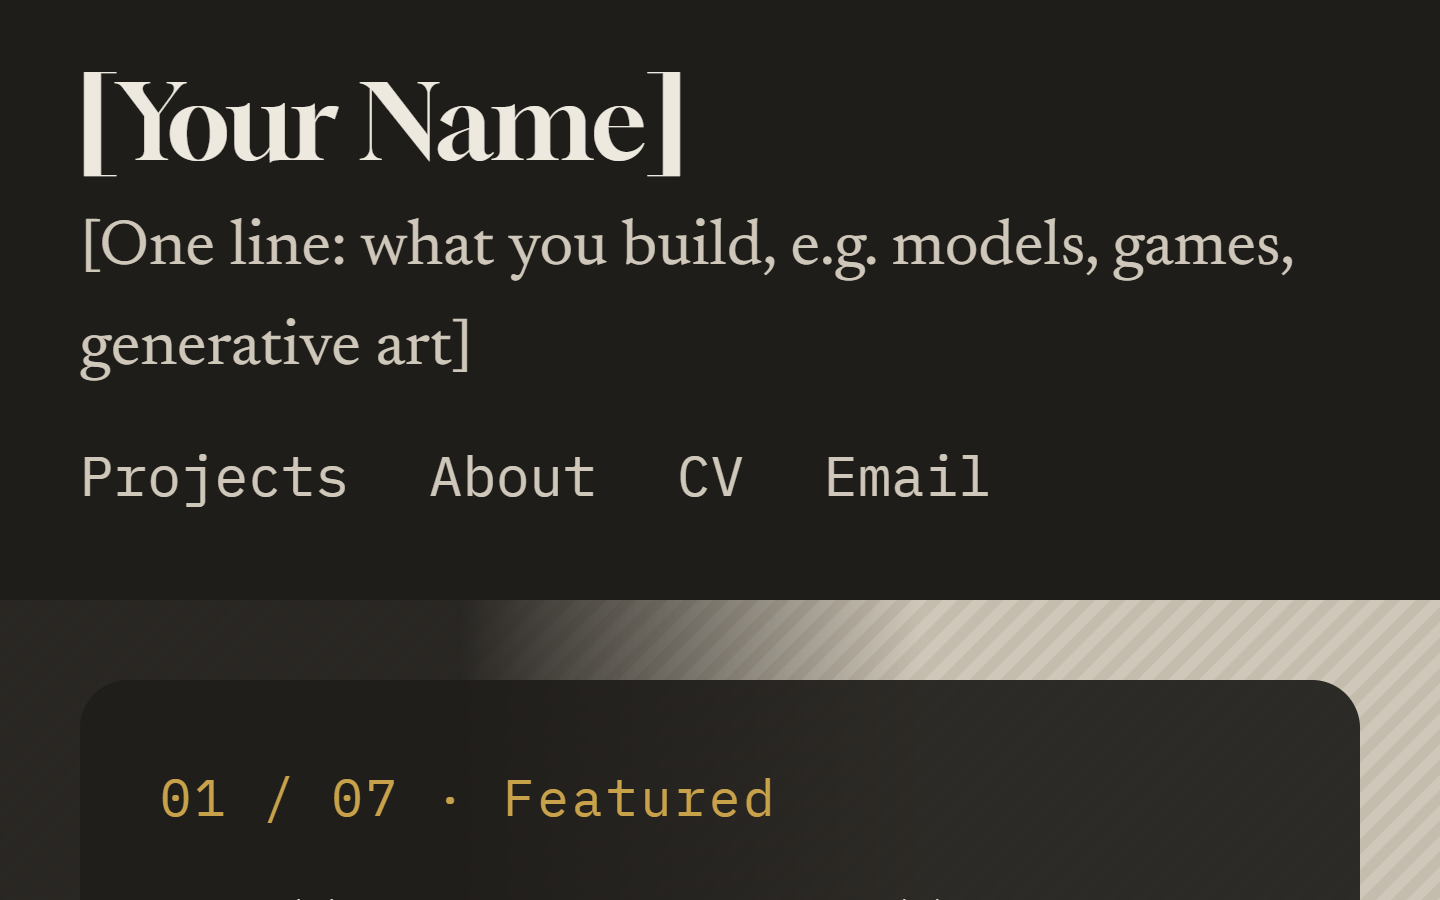 [Your Name]
[One line: what you build, e.g. models, games,
generative art]
Projects About CV Email
01 / 07 · Featured